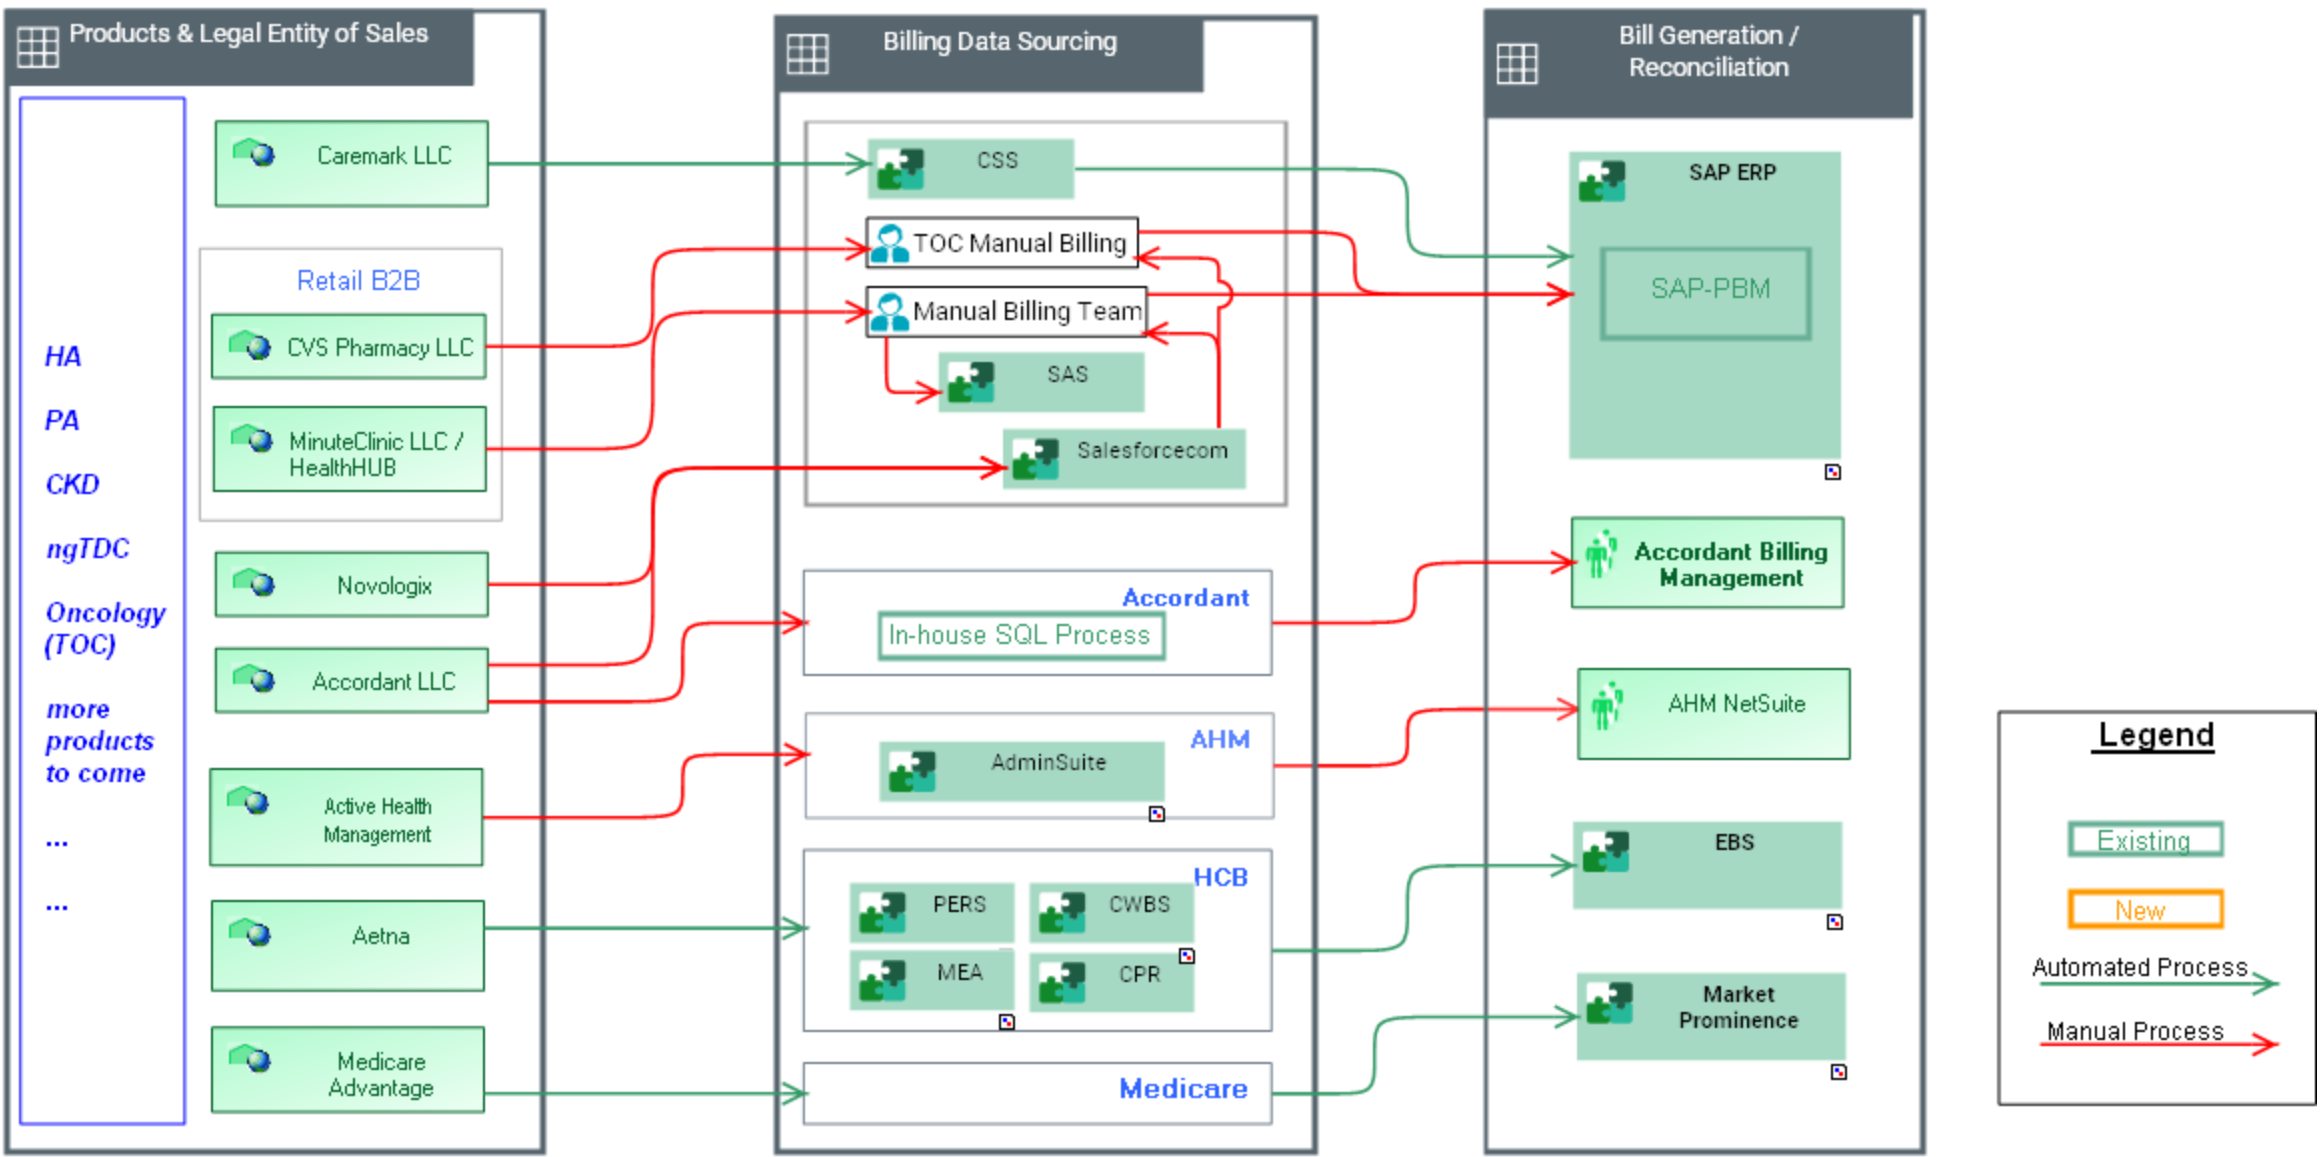 Products & Legal Entity of Sales
HA
PA
CKD
ngTDC
Oncology
(TOC)
more
products
to come
...
...
Caremark LLC
Retail B2B
CVS Pharmacy LLC
MinuteClinic LLC /
HealthHUB
Novologix
Accordant LLC
Active Health
Management
Aetna
Medicare
Advantage
Billing Data Sourcing
CSS
TOC Manual Billing
Manual Billing Team
SAS
Salesforcecom
Accordant
In-house SQL Process
AHM
AdminSuite
HCB
PERS
CWBS
MEA
CPR
Medicare
Bill Generation /
Reconciliation
SAP ERP
SAP-PBM
Accordant Billing
Management
AHM NetSuite
EBS
Market
Prominence
Legend
Existing
New
Automated Process
Manual Process